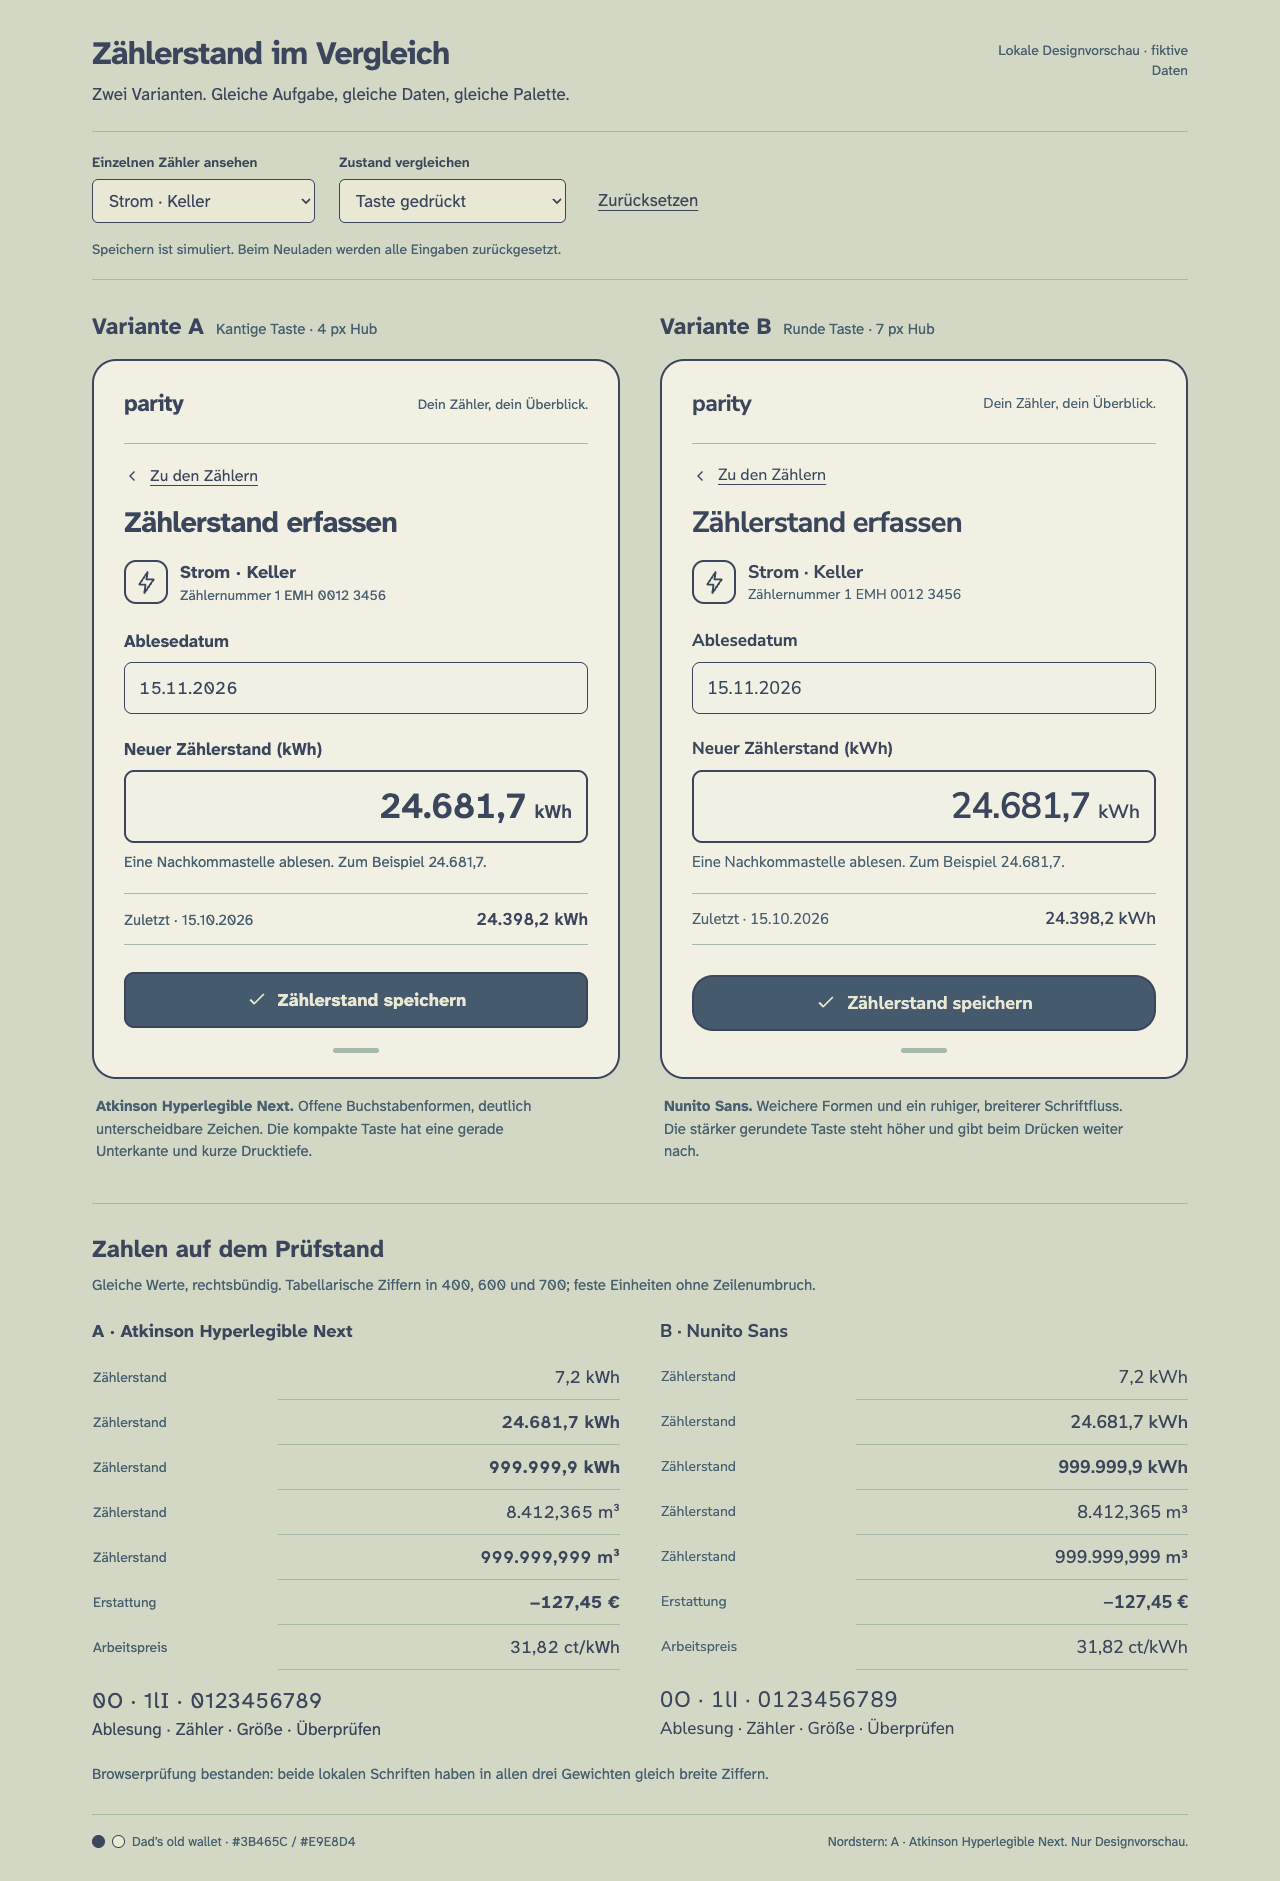 Zählerstand im Vergleich
Lokale Designvorschau · fiktive
Daten
Zwei Varianten. Gleiche Aufgabe, gleiche Daten, gleiche Palette.
Einzelnen Zähler ansehen
Zustand vergleichen
Strom · Keller
Taste gedrückt
Zurücksetzen
Speichern ist simuliert. Beim Neuladen werden alle Eingaben zurückgesetzt.
Variante A Kantige Taste · 4 px Hub
parity
Dein Zähler, dein Überblick.
Zu den Zählern
Zählerstand erfassen
Strom · Keller
Zählernummer 1 EMH 0012 3456
Ablesedatum
15.11.2026
Neuer Zählerstand (kWh)
24.681,7 kWh
Eine Nachkommastelle ablesen. Zum Beispiel 24.681,7.
Zuletzt · 15.10.2026
24.398,2 kWh
Zählerstand speichern
Atkinson Hyperlegible Next. Offene Buchstabenformen, deutlich
unterscheidbare Zeichen. Die kompakte Taste hat eine gerade
Unterkante und kurze Drucktiefe.
Variante B Runde Taste · 7 px Hub
parity
Dein Zähler, dein Überblick.
Zu den Zählern
Zählerstand erfassen
Strom · Keller
Zählernummer 1 EMH 0012 3456
Ablesedatum
15.11.2026
Neuer Zählerstand (kWh)
24.681,7 kWh
Eine Nachkommastelle ablesen. Zum Beispiel 24.681,7.
Zuletzt · 15.10.2026
24.398,2 kWh
Zählerstand speichern
Nunito Sans. Weichere Formen und ein ruhiger, breiterer Schriftfluss.
Die stärker gerundete Taste steht höher und gibt beim Drücken weiter
nach.
Zahlen auf dem Prüfstand
Gleiche Werte, rechtsbündig. Tabellarische Ziffern in 400, 600 und 700; feste Einheiten ohne Zeilenumbruch.
A · Atkinson Hyperlegible Next
Zählerstand 7,2 kWh
Zählerstand 24.681,7 kWh
Zählerstand 999.999,9 kWh
Zählerstand 8.412,365 m³
Zählerstand 999.999,999 m³
Erstattung −127,45 €
Arbeitspreis 31,82 ct/kWh
0O · 1lI · 0123456789
Ablesung · Zähler · Größe · Überprüfen
B · Nunito Sans
Zählerstand 7,2 kWh
Zählerstand 24.681,7 kWh
Zählerstand 999.999,9 kWh
Zählerstand 8.412,365 m³
Zählerstand 999.999,999 m³
Erstattung −127,45 €
Arbeitspreis 31,82 ct/kWh
0O · 1lI · 0123456789
Ablesung · Zähler · Größe · Überprüfen
Browserprüfung bestanden: beide lokalen Schriften haben in allen drei Gewichten gleich breite Ziffern.
Dad's old wallet · #3B465C / #E9E8D4
Nordstern: A · Atkinson Hyperlegible Next. Nur Designvorschau.